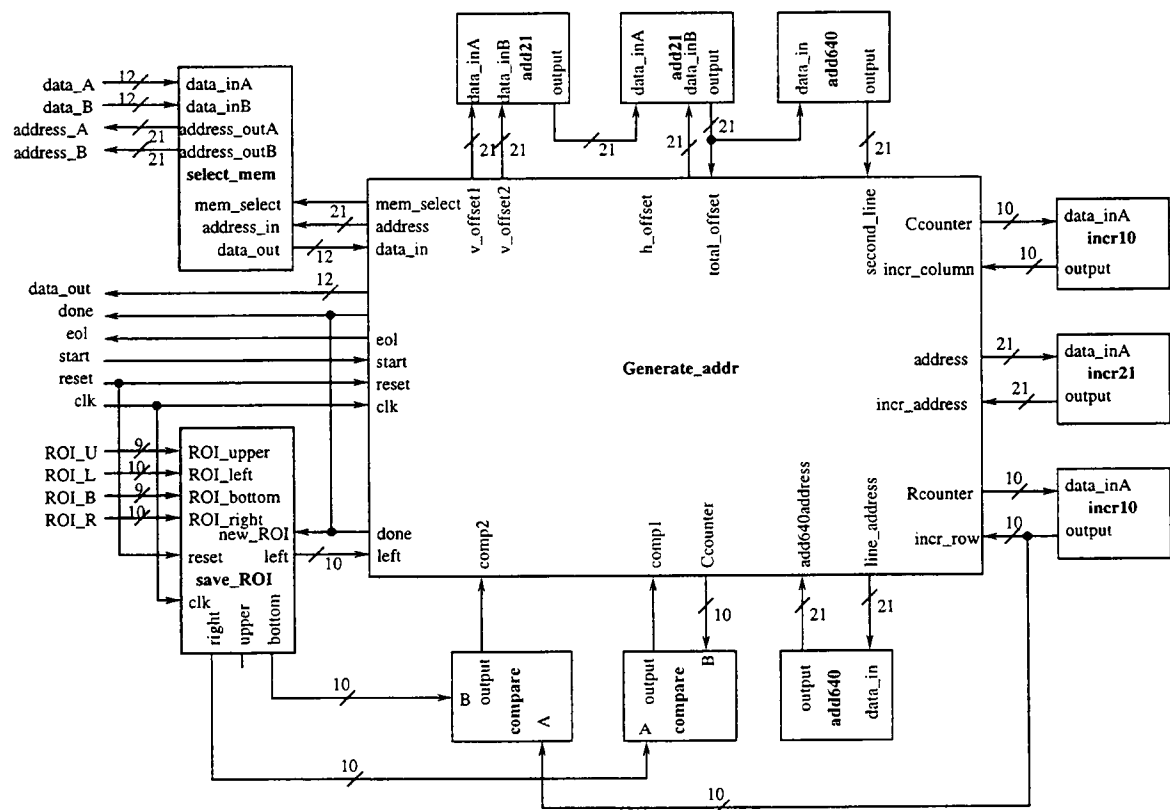 data_inA
data_inB
add21
output
data_inA
add21
data_inB
output
data_in
add640
output
21
21
21
21
21
21
21
data_A
12
data_inA
data_B
12
data_inB
address_A
21
address_outA
address_B
21
address_outB
select_mem
mem_select
address_in
data_out
21
12
mem_select
address
data_in
v_offset1
v_offset2
h_offset
total_offset
second_line
Ccounter
10
data_inA
incr10
incr_column
10
output
data_out
12
done
eol
eol
start
start
reset
reset
clk
clk
Generate_addr
address
21
data_inA
incr21
incr_address
21
output
ROI_U
9
ROI_upper
ROI_L
10
ROI_left
ROI_B
9
ROI_bottom
ROI_R
10
ROI_right
new_ROI
done
reset
left
10
left
save_ROI
clk
right
upper
bottom
Rcounter
10
data_inA
incr10
incr_row
10
output
comp2
comp1
Ccounter
add640address
line_address
10
21
21
10
B
output
compare
A
output
B
compare
A
output
add640
data_in
10
10